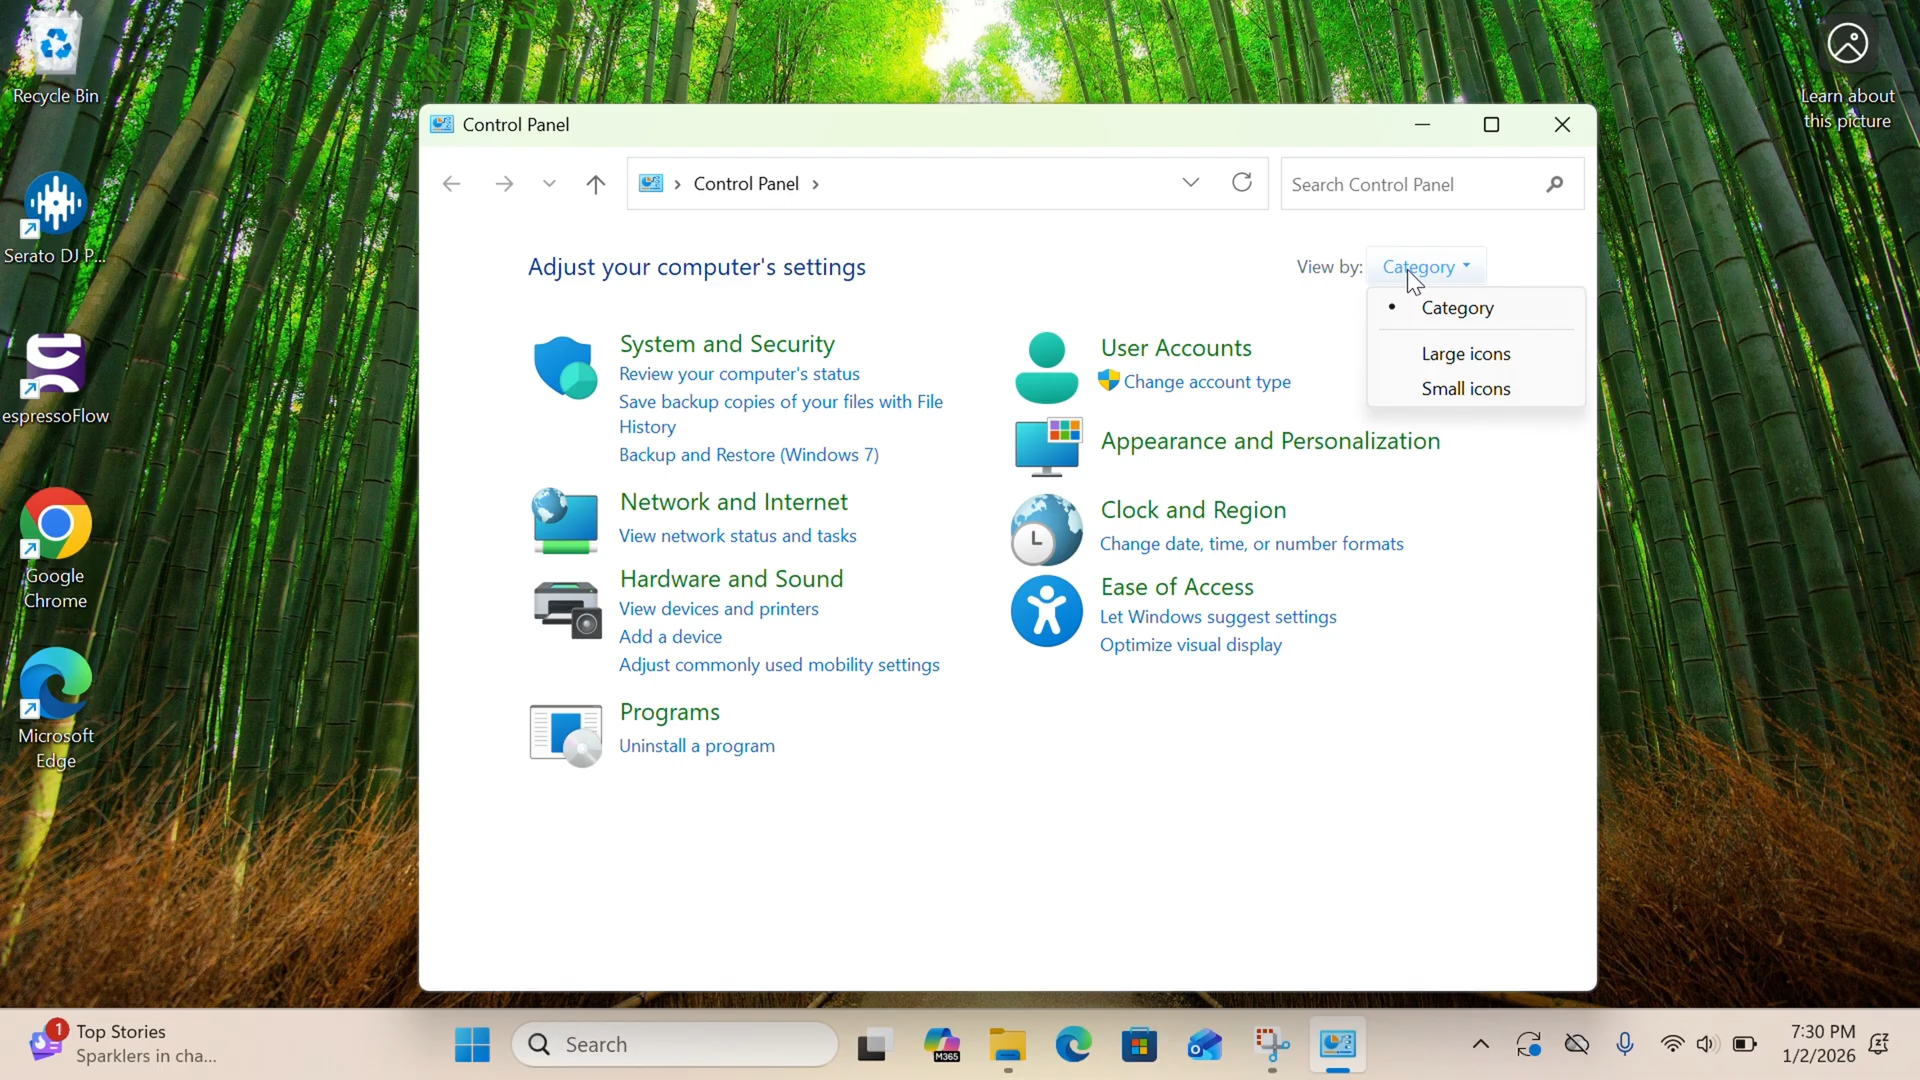 Recycle Bin
Learn about
this picture
Serato DJ P...
espressoFlow
Google
Chrome
Microsoft
Edge
Control Panel
Control Panel
Search Control Panel
Adjust your computer's settings
View by: Category
Category
Large icons
Small icons
System and Security
Review your computer's status
Save backup copies of your files with File
History
Backup and Restore (Windows 7)
Network and Internet
View network status and tasks
Hardware and Sound
View devices and printers
Add a device
Adjust commonly used mobility settings
Programs
Uninstall a program
User Accounts
Change account type
Appearance and Personalization
Clock and Region
Change date, time, or number formats
Ease of Access
Let Windows suggest settings
Optimize visual display
1
Top Stories
Sparklers in cha...
Search
M365
7:30 PM
1/2/2026